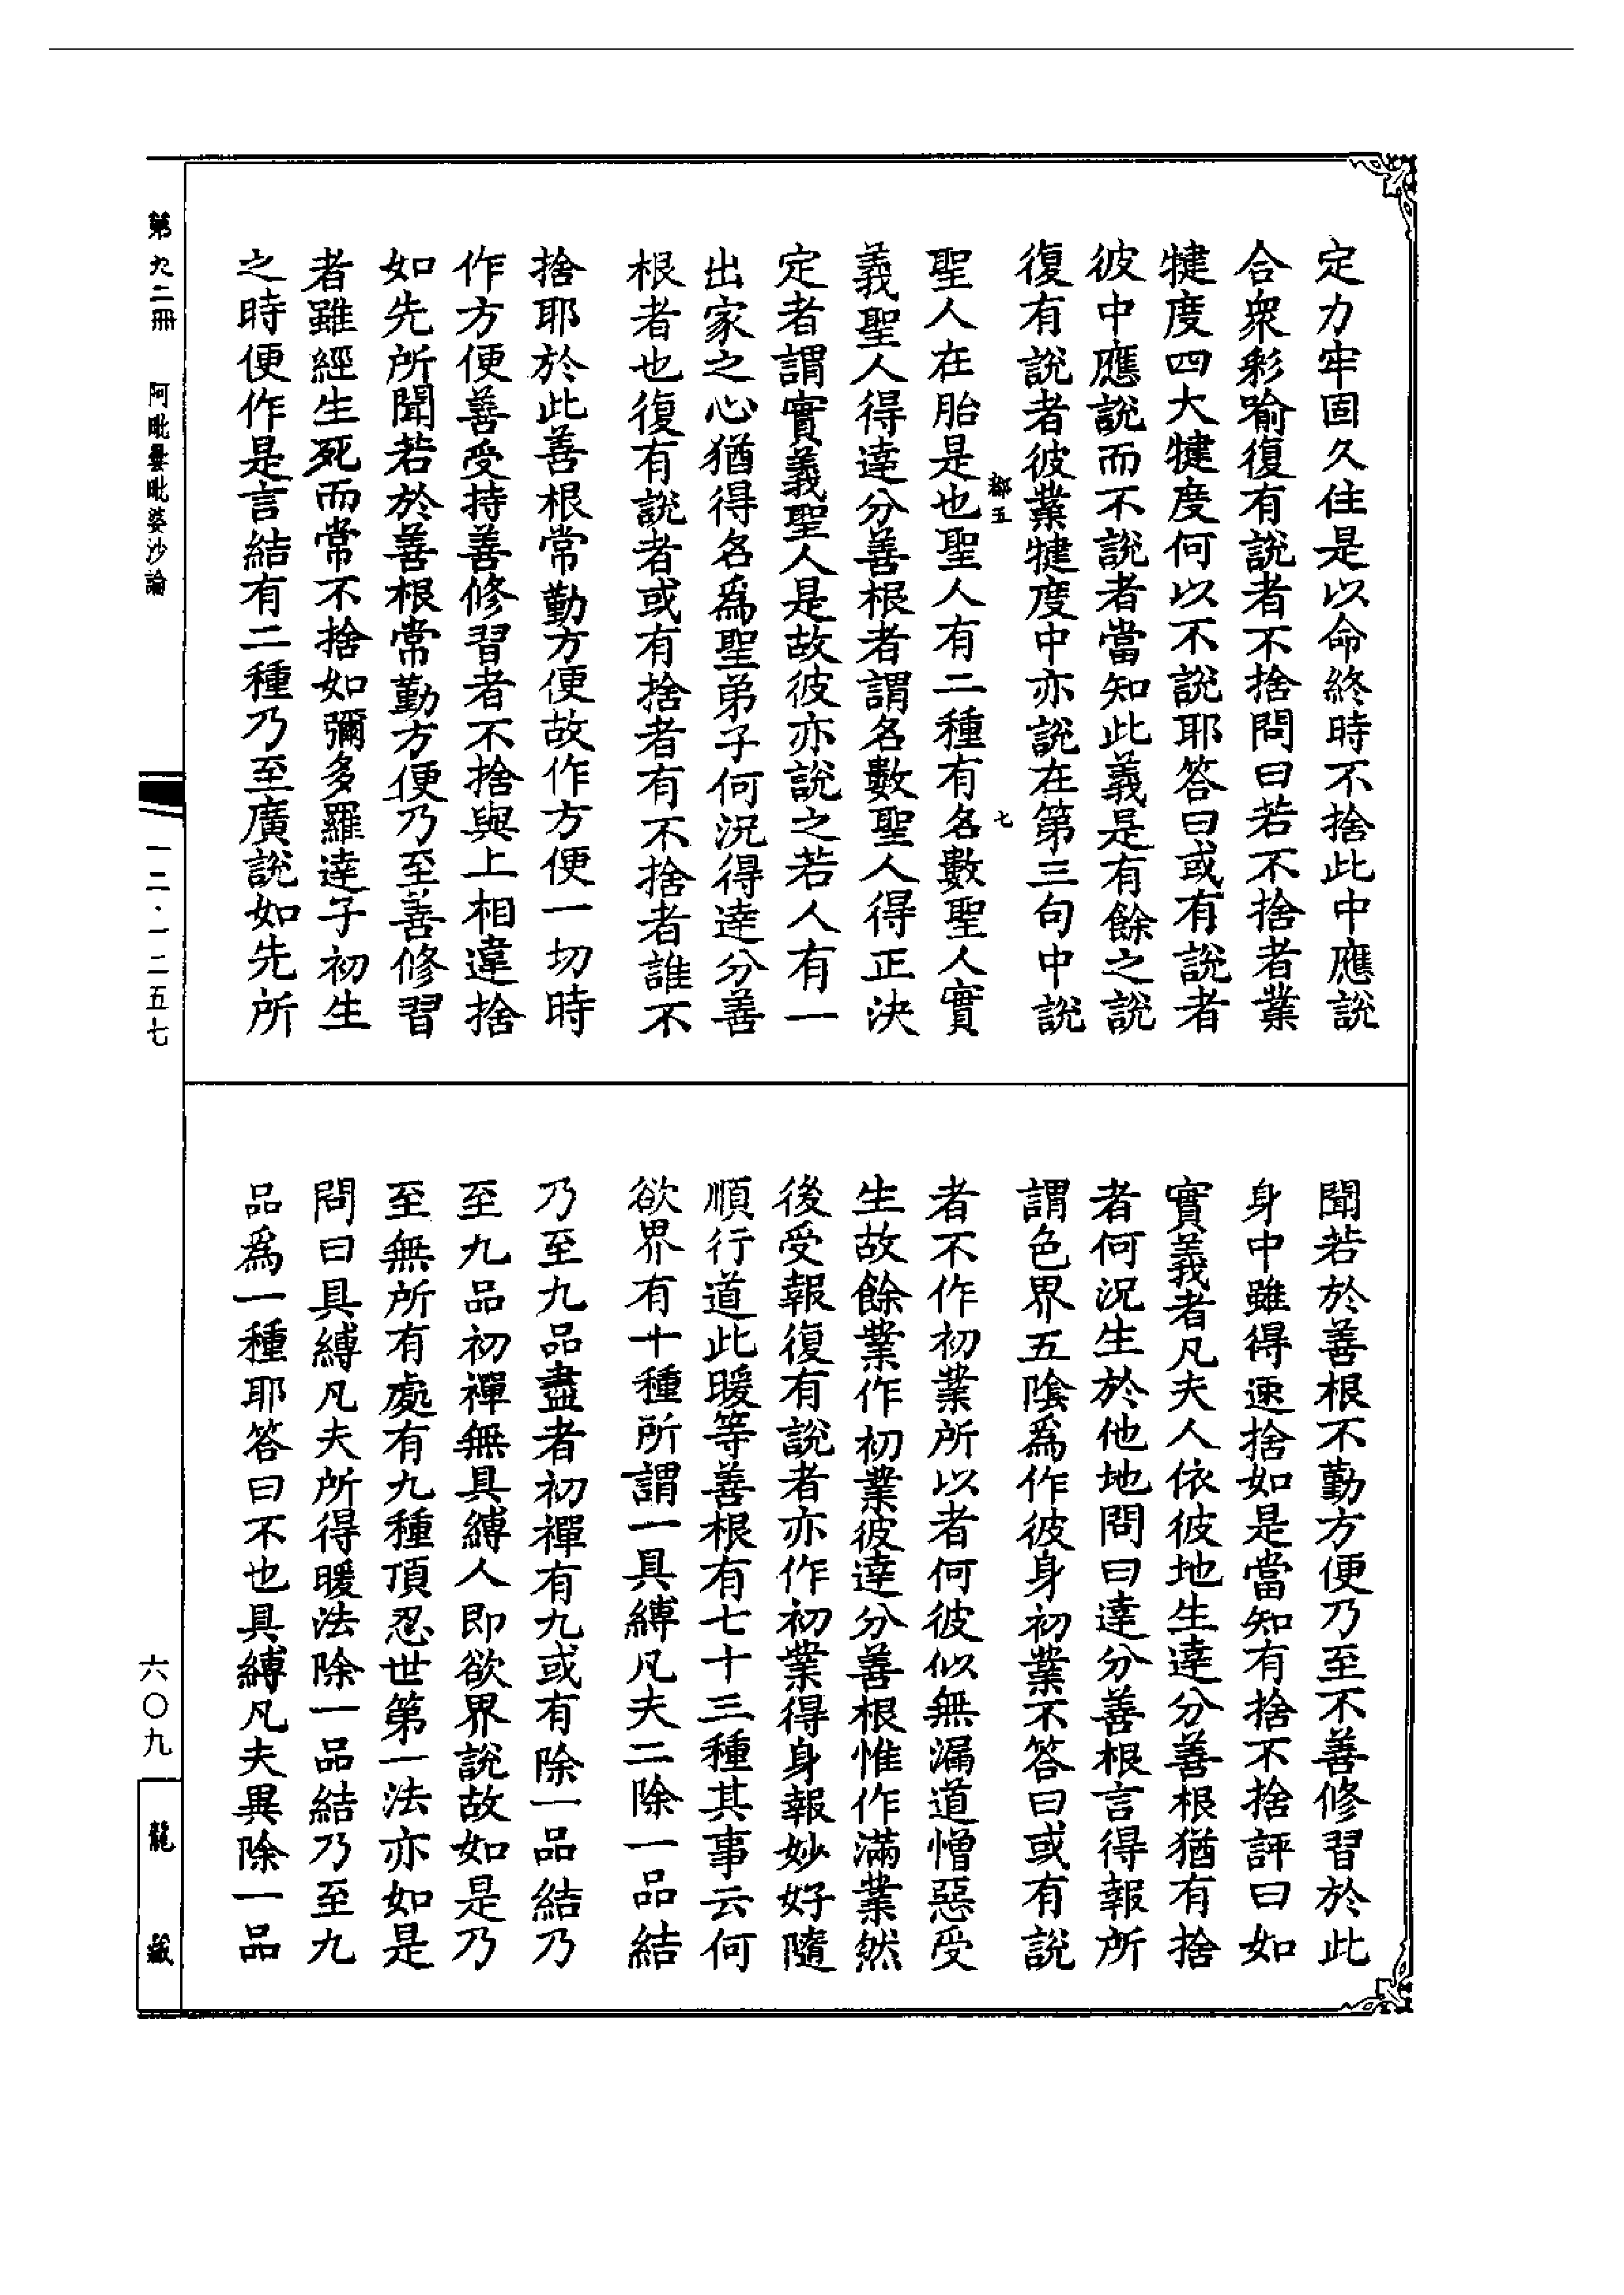 定力牢固久住是以命終時不捨此中應說
合衆彩喻復有說者不捨問曰若不捨者業
犍度四大犍度何以不說耶答曰或有說者
彼中應說而不說者當知此義是有餘之說
復有說者彼業犍度中亦說在第三句中說
鄰五 七
聖人在胎是也聖人有二種有名數聖人實
義聖人得達分善根者謂名數聖人得正決
定者謂實義聖人是故彼亦說之若人有一
出家之心猶得名爲聖弟子何況得達分善
根者也復有說者或有捨者有不捨者誰不
捨耶於此善根常勤方便故作方便一切時
作方便善受持善修習者不捨與上相違捨
如先所聞若於善根常勤方便乃至善修習
者雖經生死而常不捨如彌多羅達子初生
之時便作是言結有二種乃至廣說如先所
聞若於善根不勤方便乃至不善修習於此
身中雖得速捨如是當知有捨不捨評曰如
實義者凡夫人依彼地生達分善根猶有捨
者何況生於他地問曰達分善根言得報所
謂色界五陰爲作彼身初業不答曰或有說
者不作初業所以者何彼似無漏道憎惡受
生故餘業作初業彼達分善根惟作滿業然
後受報復有說者亦作初業得身報妙好隨
順行道此暖等善根有七十三種其事云何
欲界有十種所謂一具縛凡夫二除一品結
乃至九品盡者初禪有九或有除一品結乃
至九品初禪無具縛人即欲界說故如是乃
至無所有處有九種頂忍世第一法亦如是
問曰具縛凡夫所得暖法除一品結乃至九
品爲一種耶答曰不也具縛凡夫異除一品
第九二冊 阿毗曇毗婆沙論 一二·一二五七 六〇九 龍藏